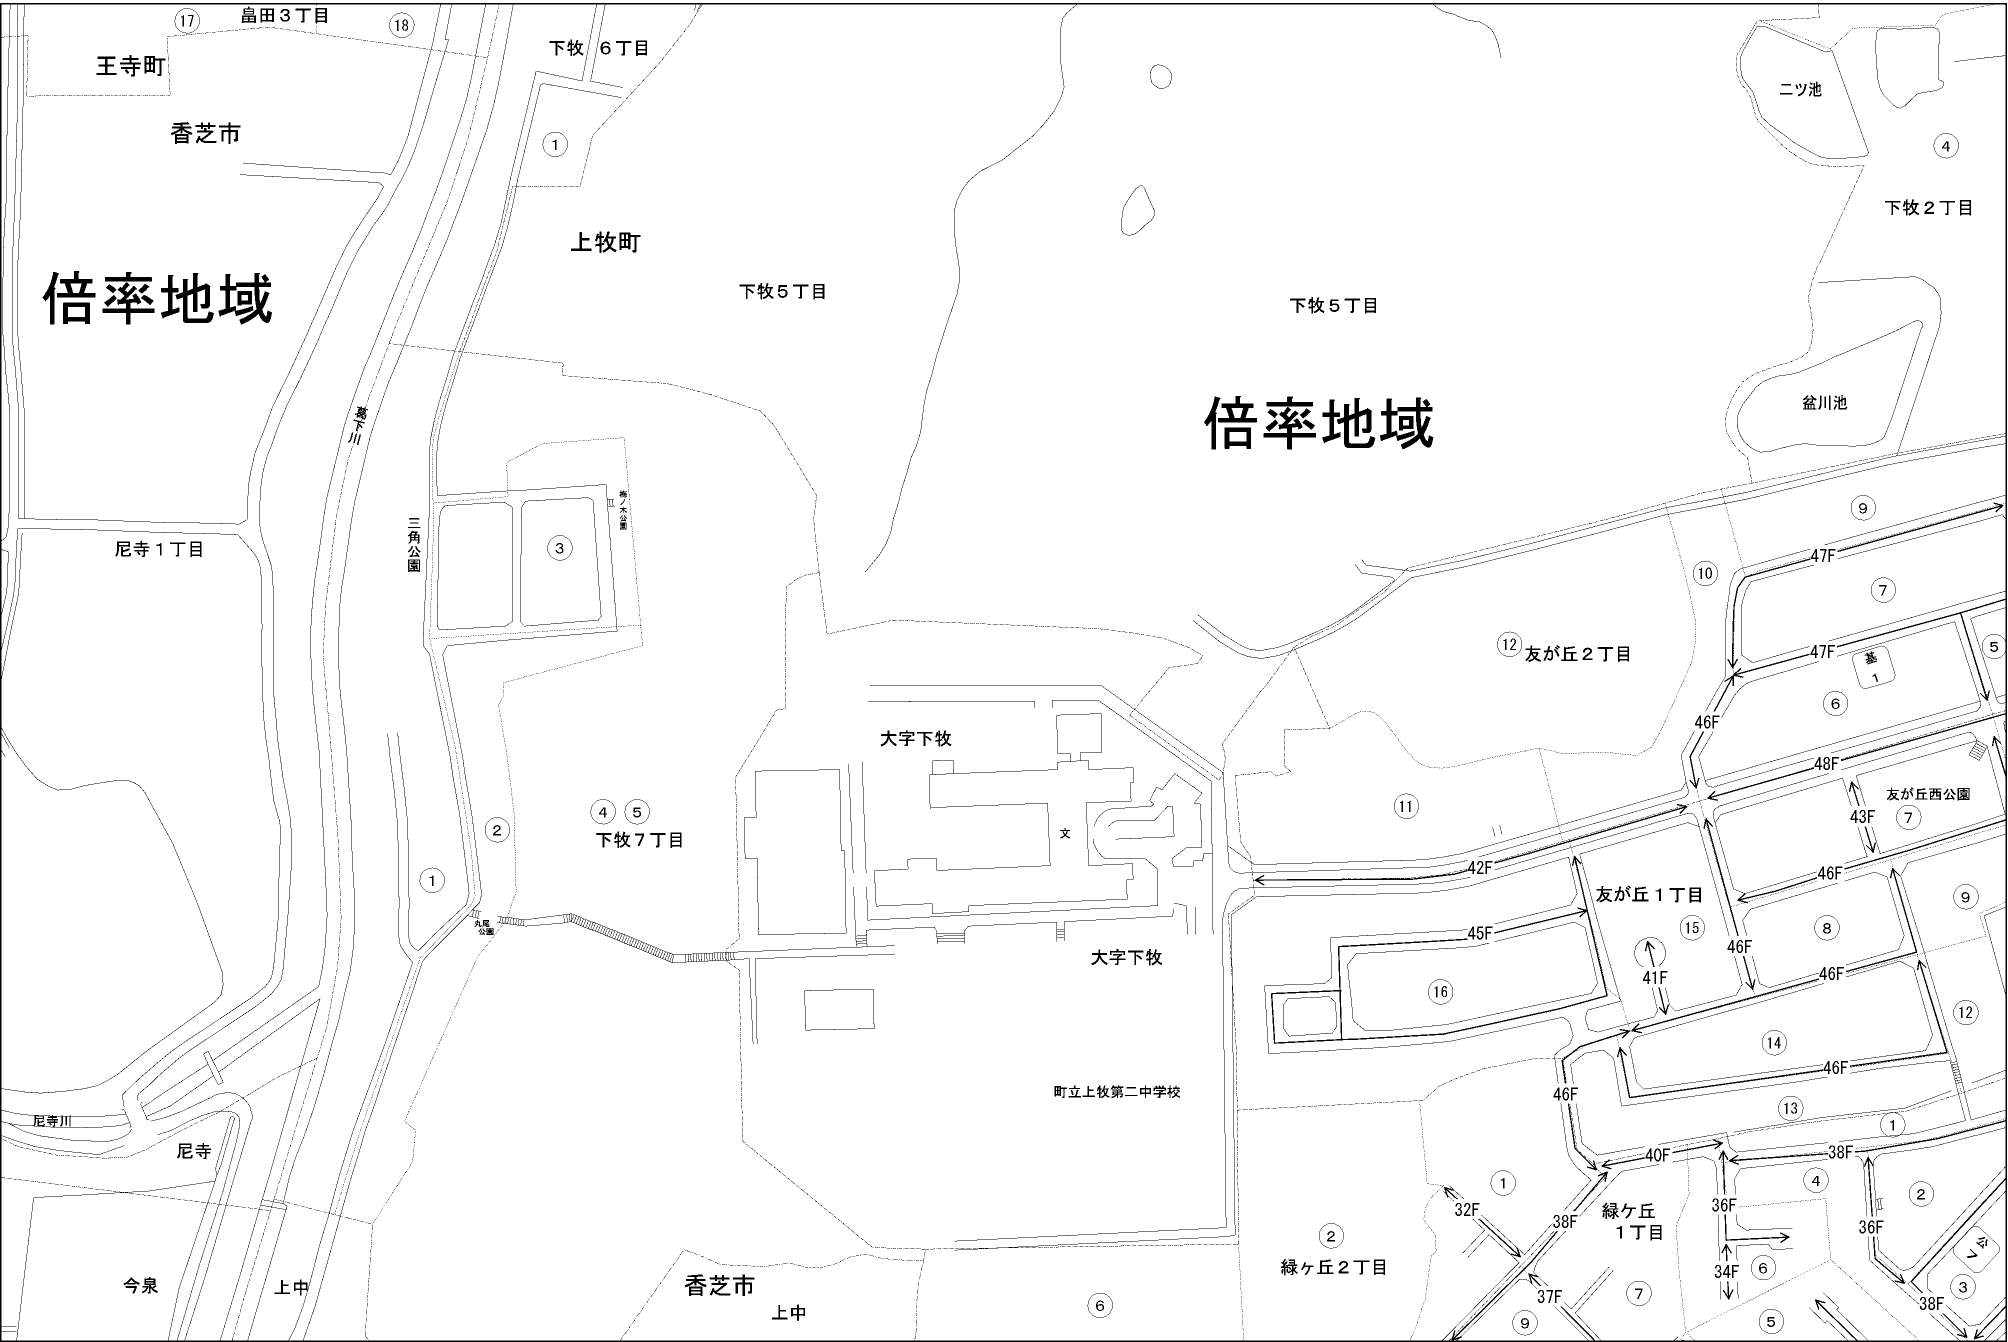 17
畠田３丁目
18
王寺町
香芝市
下牧　６丁目
1
二ツ池
4
下牧２丁目
上牧町
倍率地域
下牧５丁目
下牧５丁目
盆川池
倍率地域
葛下川
梅ノ木公園
三角公園
3
尼寺１丁目
9
47F
10
7
12
友が丘２丁目
47F
基
1
5
6
46F
大字下牧
48F
友が丘西公園
7
43F
11
4
5
下牧７丁目
2
文
42F
46F
1
友が丘１丁目
9
丸尾
公園
15
8
45F
46F
大字下牧
41F
46F
16
12
14
46F
町立上牧第二中学校
46F
13
尼寺川
1
尼寺
40F
38F
1
4
2
32F
38F
緑ケ丘
１丁目
36F
36F
2
緑ヶ丘２丁目
公
7
34F
6
今泉
上中
香芝市
上中
6
37F
7
3
38F
9
5